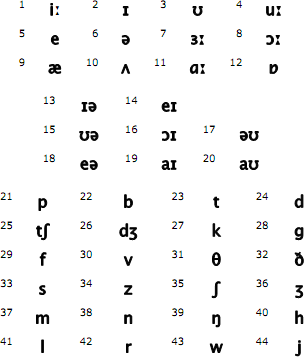 1 iː 2 ɪ 3 ʊ 4 uː
5 e 6 ə 7 ɜː 8 ɔː
9 æ 10 ʌ 11 ɑː 12 ɒ
13 ɪə 14 eɪ
15 ʊə 16 ɔɪ 17 əʊ
18 eə 19 aɪ 20 aʊ
21 p 22 b 23 t 24 d
25 tʃ 26 dʒ 27 k 28 g
29 f 30 v 31 θ 32 ð
33 s 34 z 35 ʃ 36 ʒ
37 m 38 n 39 ŋ 40 h
41 l 42 r 43 w 44 j